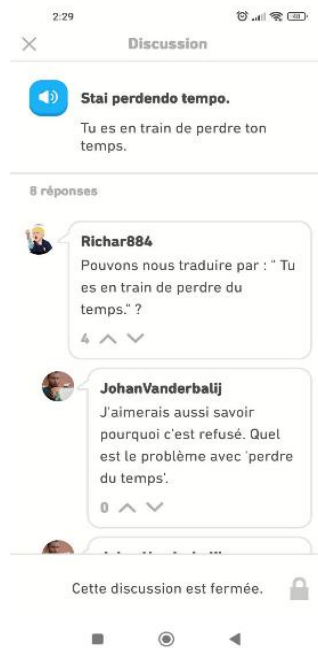 2:29
Discussion
Stai perdendo tempo.
Tu es en train de perdre ton
temps.
8 réponses
Richar884
Pouvons nous traduire par : " Tu
es en train de perdre du
temps." ?
4
JohanVanderbalij
J'aimerais aussi savoir
pourquoi c'est refusé. Quel
est le problème avec 'perdre
du temps'.
0
Cette discussion est fermée.